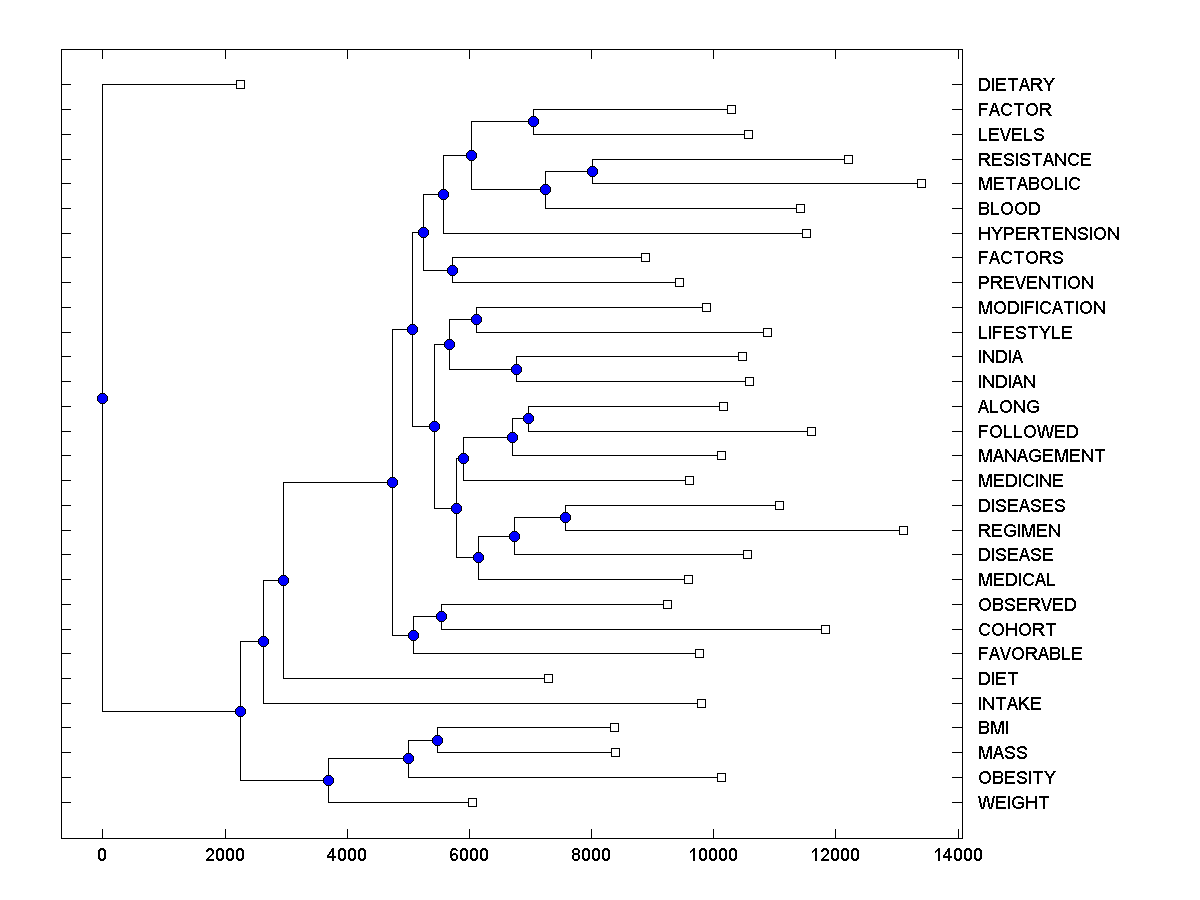 DIETARY
FACTOR
LEVELS
RESISTANCE
METABOLIC
BLOOD
HYPERTENSION
FACTORS
PREVENTION
MODIFICATION
LIFESTYLE
INDIA
INDIAN
ALONG
FOLLOWED
MANAGEMENT
MEDICINE
DISEASES
REGIMEN
DISEASE
MEDICAL
OBSERVED
COHORT
FAVORABLE
DIET
INTAKE
BMI
MASS
OBESITY
WEIGHT
0 2000 4000 6000 8000 10000 12000 14000